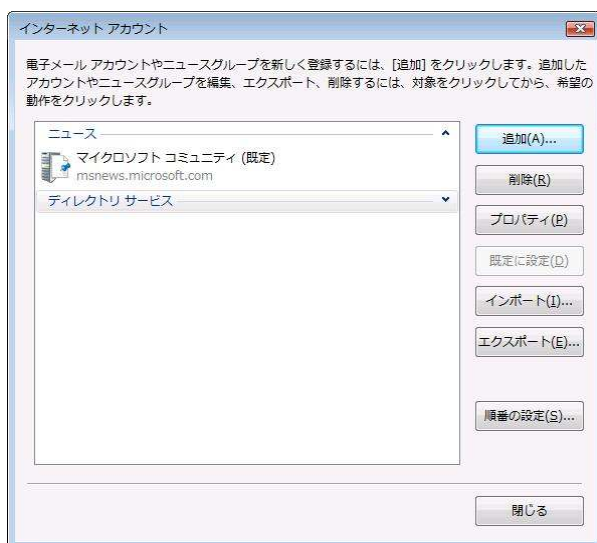 インターネット アカウント
電子メール アカウントやニュースグループを新しく登録するには、[追加] をクリックします。追加した
アカウントやニュースグループを編集、エクスポート、削除するには、対象をクリックしてから、希望の
動作をクリックします。
ニュース
マイクロソフト コミュニティ (既定)
msnews.microsoft.com
ディレクトリ サービス
追加(A)...
削除(R)
プロパティ(P)
既定に設定(D)
インポート(I)...
エクスポート(E)...
順番の設定(S)...
閉じる